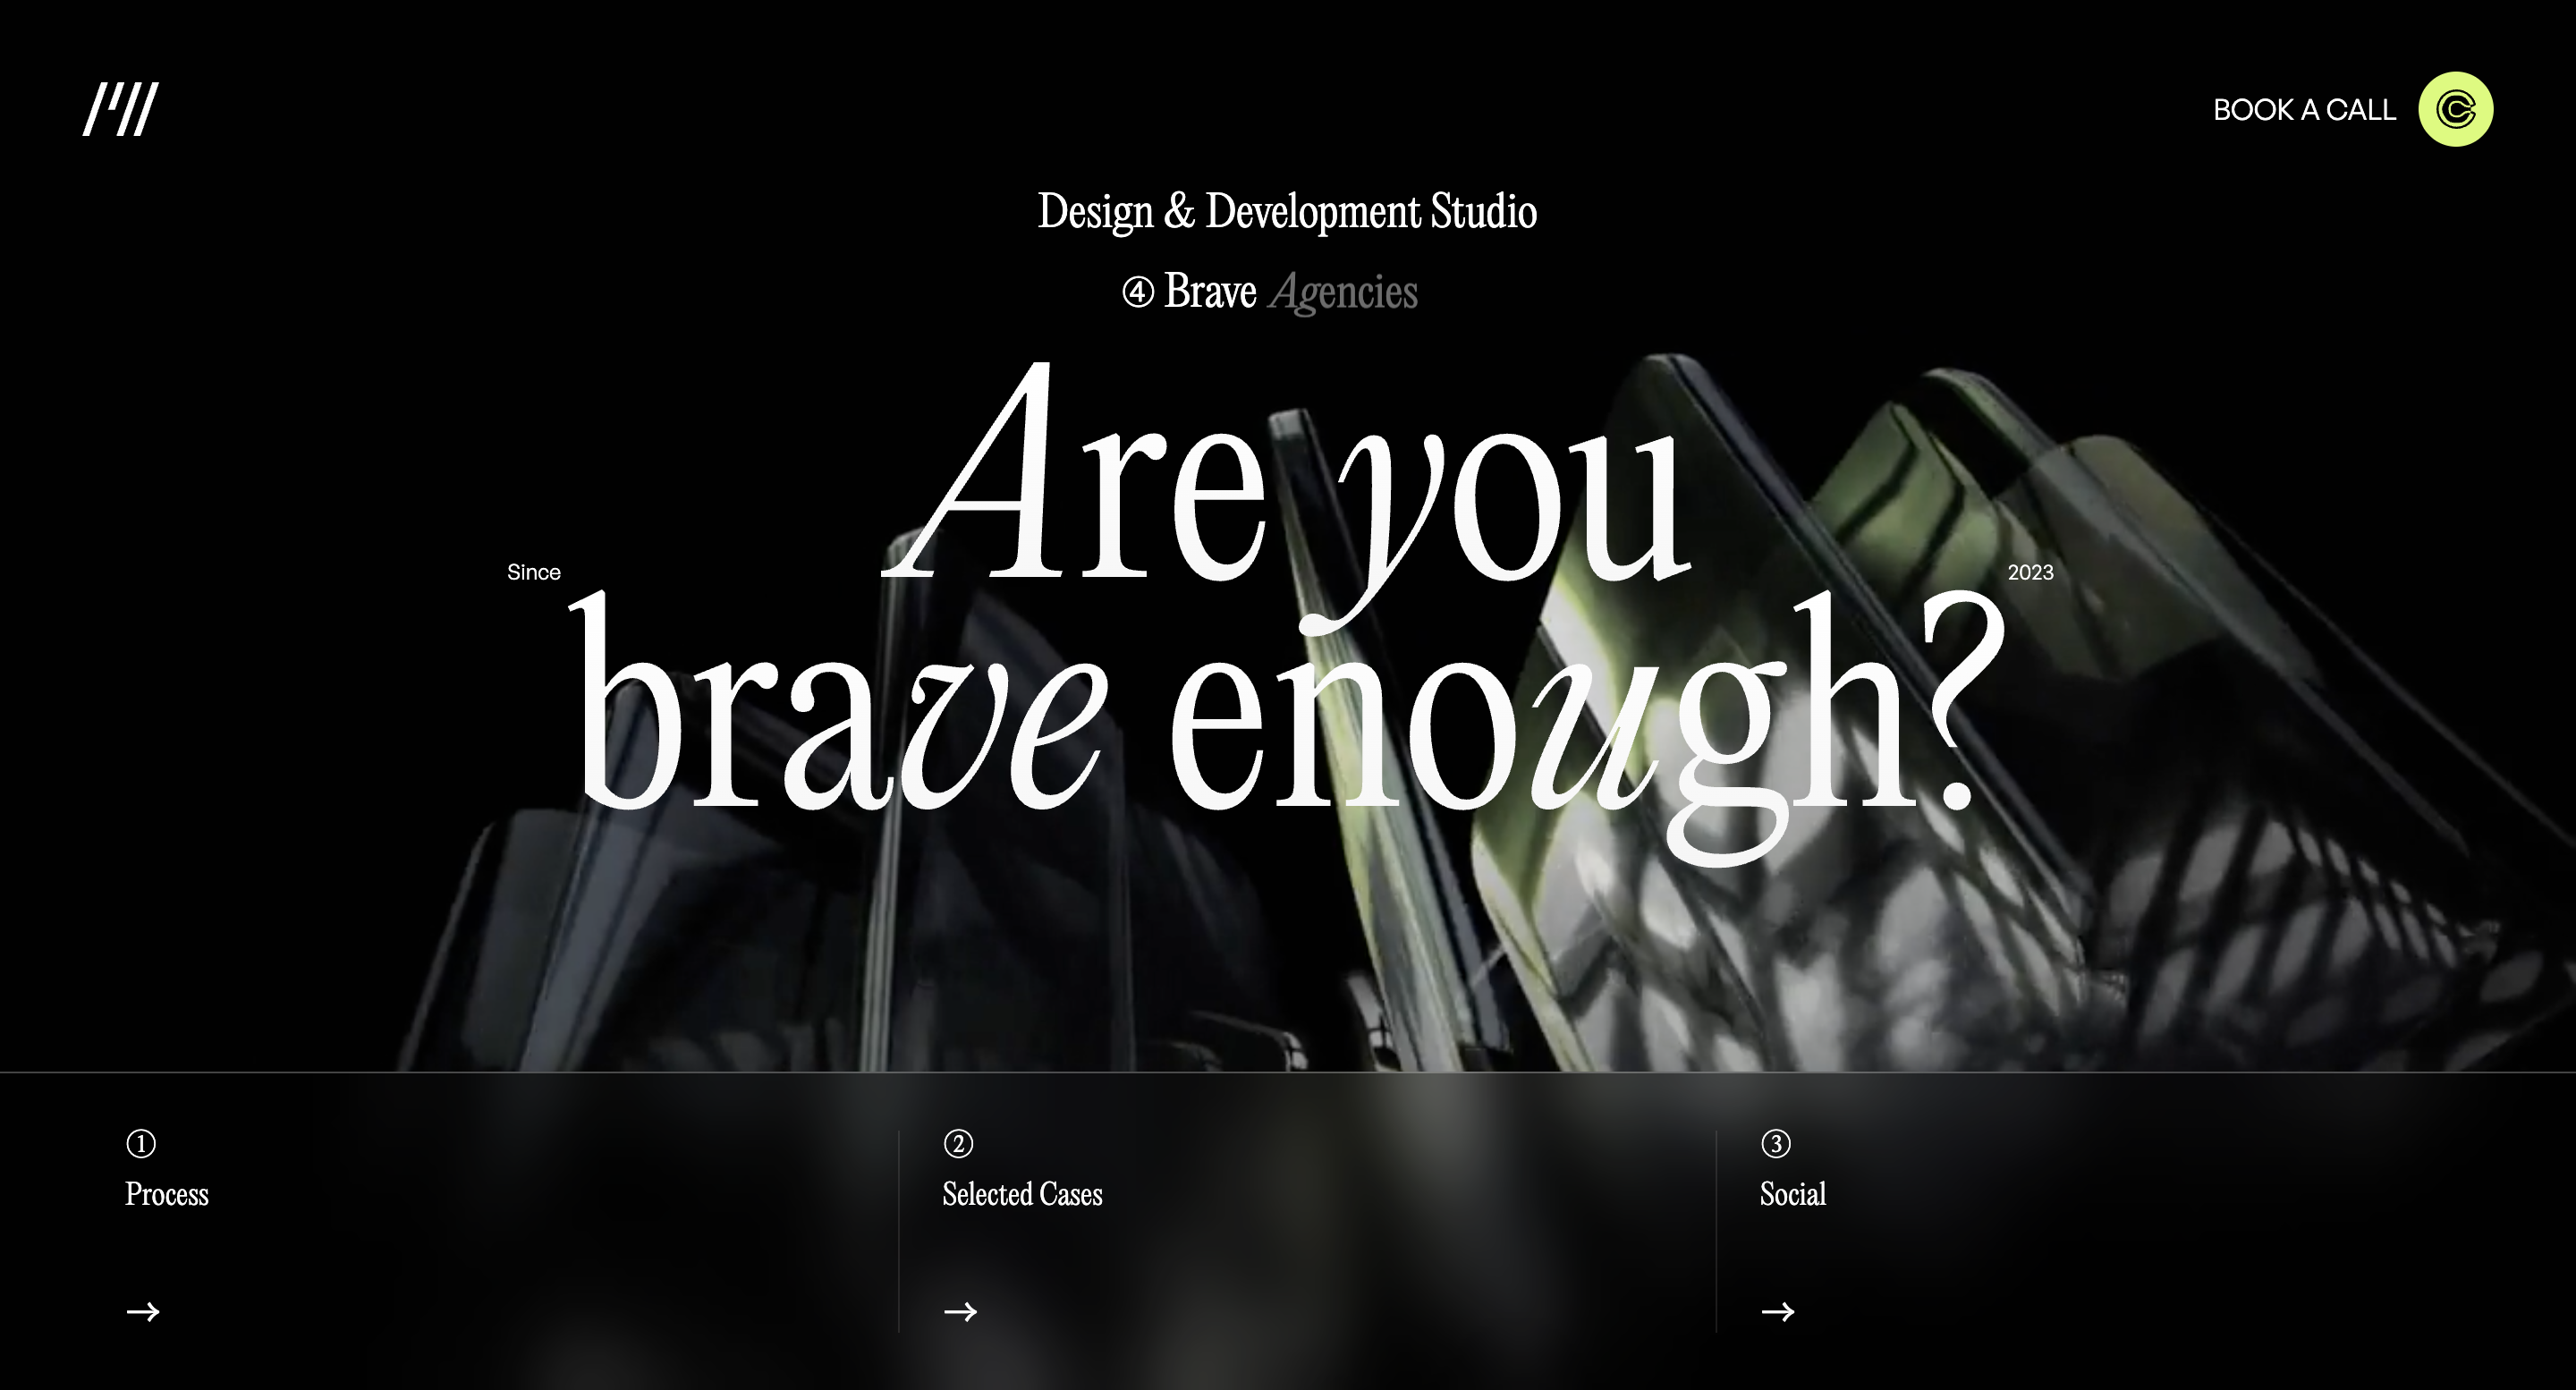 BOOK A CALL
Design & Development Studio
④ Brave Agencies
Are you
Since
2023
brave enough?
①
Process
→
②
Selected Cases
→
③
Social
→